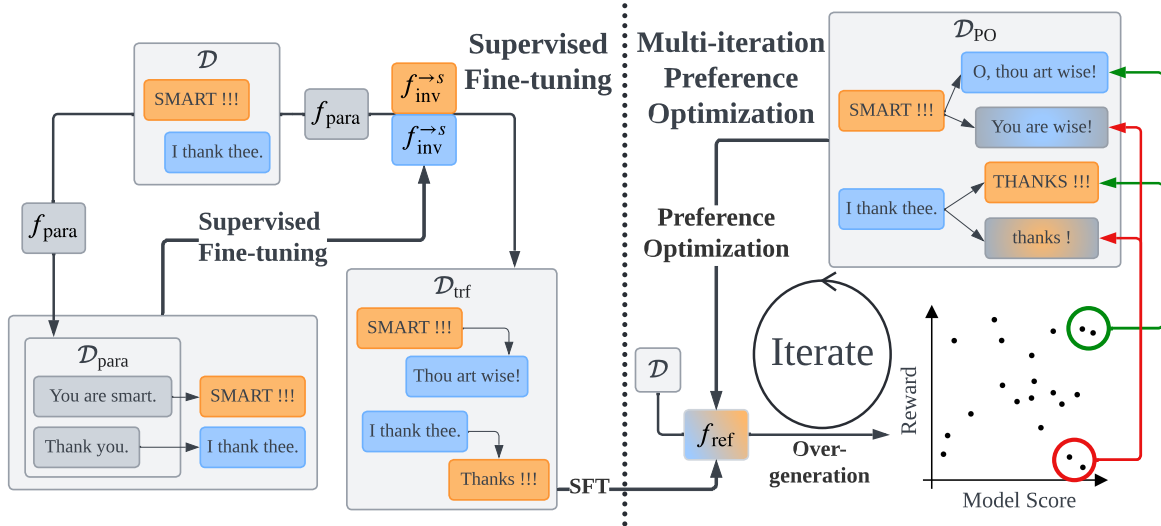 Supervised
Fine-tuning
𝒟
SMART !!!
I thank thee.
f_para
f_inv^{→s}
f_inv^{→s}
f_para
Supervised
Fine-tuning
𝒟_para
You are smart.
SMART !!!
Thank you.
I thank thee.
𝒟_trf
SMART !!!
Thou art wise!
I thank thee.
Thanks !!!
SFT
Multi-iteration
Preference
Optimization
𝒟_PO
O, thou art wise!
SMART !!!
You are wise!
THANKS !!!
I thank thee.
thanks !
Preference
Optimization
Iterate
𝒟
f_ref
Over-
generation
Reward
Model Score